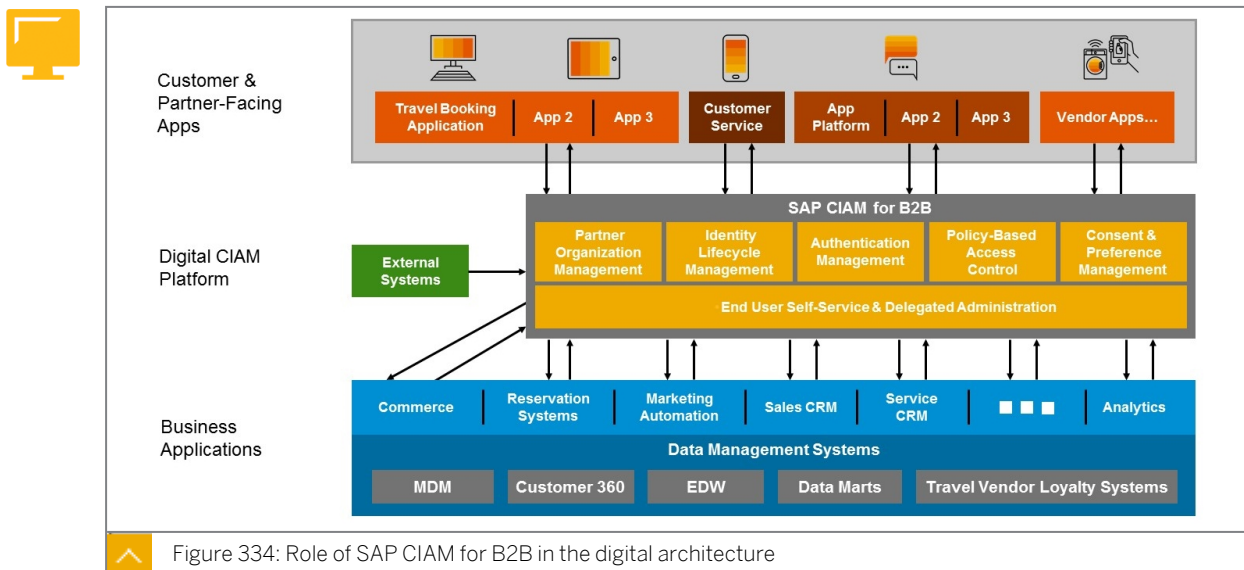 Customer &
Partner-Facing
Apps
Travel Booking
Application
App 2
App 3
Customer
Service
App
Platform
App 2
App 3
Vendor Apps...
Digital CIAM
Platform
External
Systems
SAP CIAM for B2B
Partner
Organization
Management
Identity
Lifecycle
Management
Authentication
Management
Policy-Based
Access
Control
Consent &
Preference
Management
End User Self-Service & Delegated Administration
Business
Applications
Commerce
Reservation
Systems
Marketing
Automation
Sales CRM
Service
CRM
Analytics
Data Management Systems
MDM
Customer 360
EDW
Data Marts
Travel Vendor Loyalty Systems
Figure 334: Role of SAP CIAM for B2B in the digital architecture